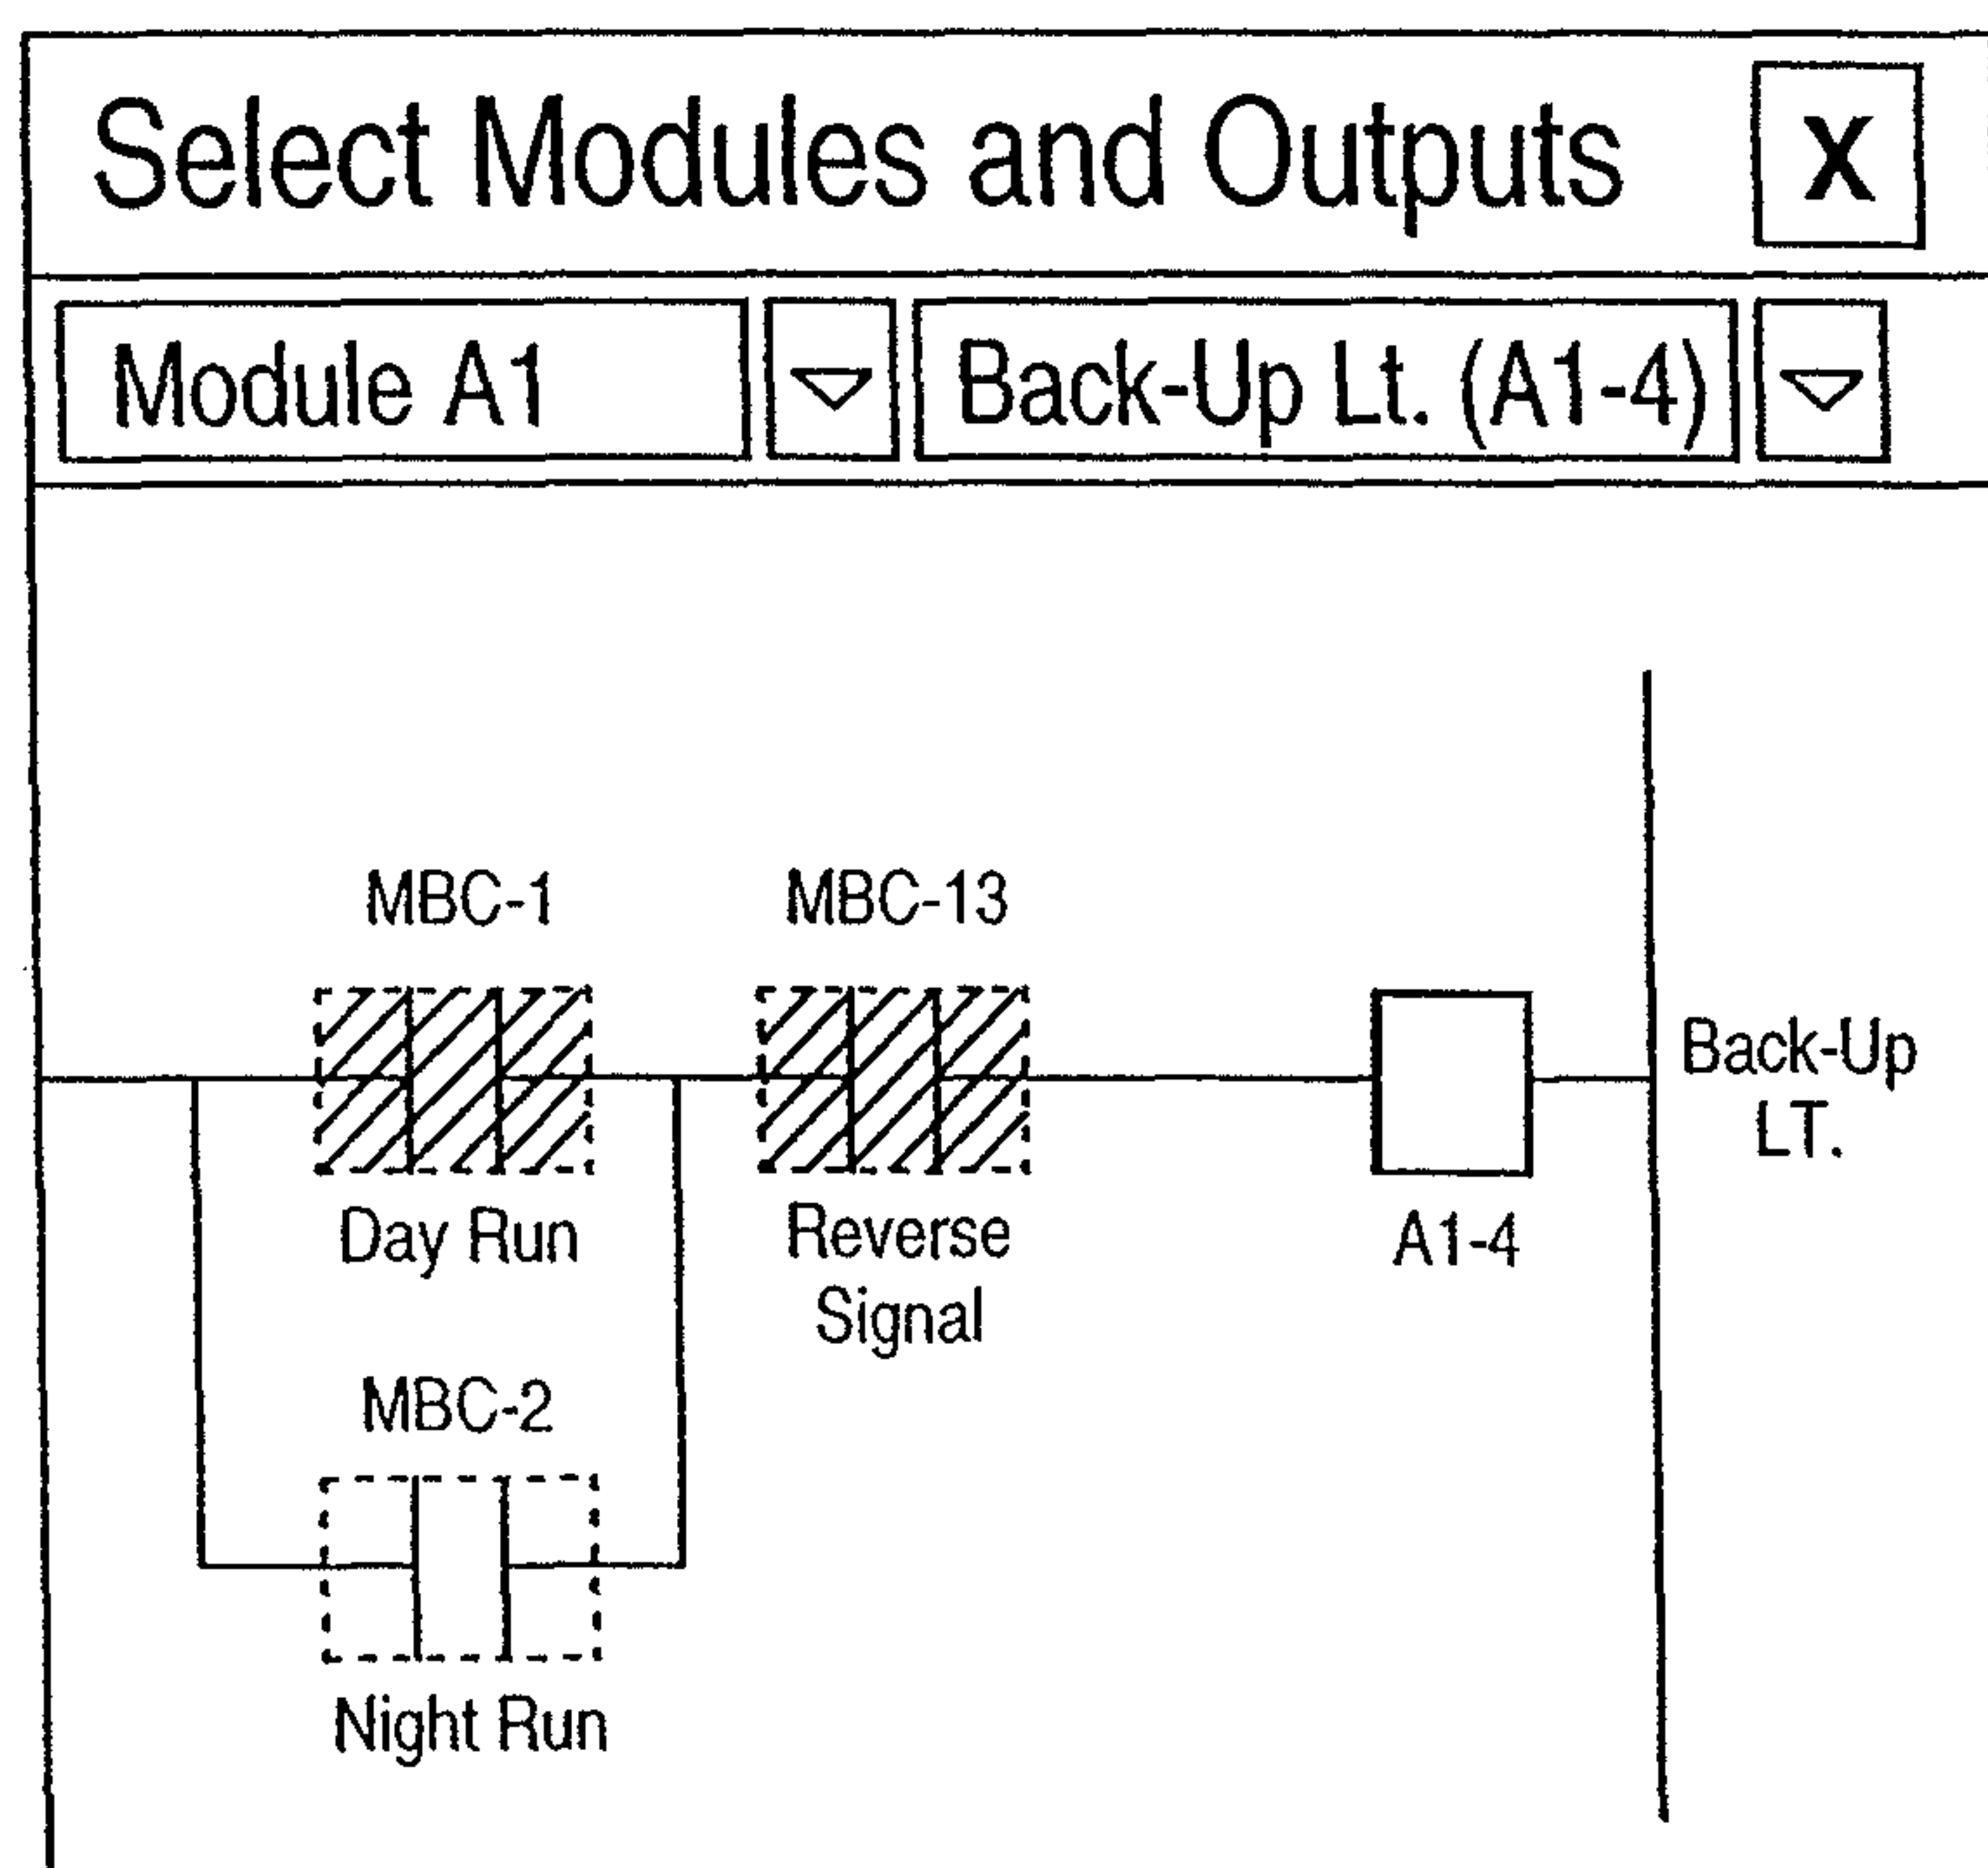 Select Modules and Outputs X
Module A1 Back-Up Lt. (A1-4)
MBC-1 MBC-13
Back-Up
LT.
Day Run
Reverse
Signal
A1-4
MBC-2
Night Run